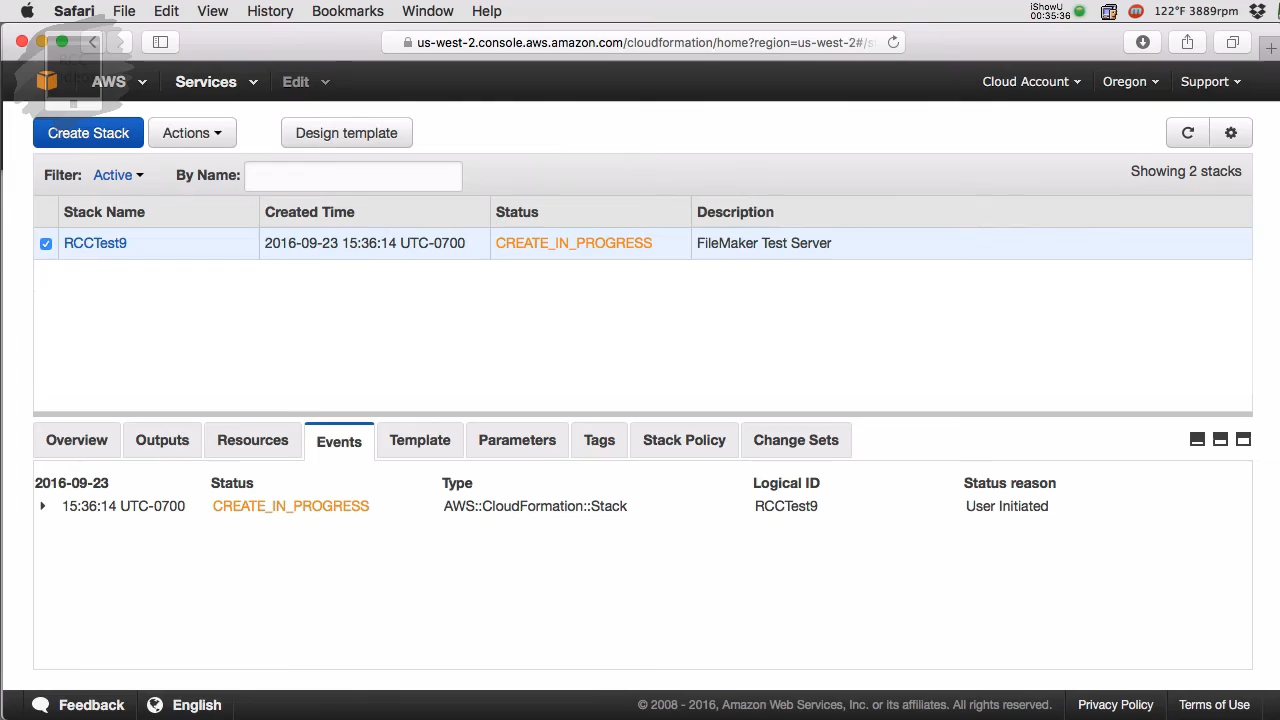 Safari File Edit View History Bookmarks Window Help iShowU 00:35:36 122°F 3889rpm
us-west-2.console.aws.amazon.com/cloudformation/home?region=us-west-2#/s
AWS Services Edit Cloud Account Oregon Support
Create Stack Actions Design template
Filter: Active By Name: Showing 2 stacks
Stack Name Created Time Status Description
RCCTest9 2016-09-23 15:36:14 UTC-0700 CREATE_IN_PROGRESS FileMaker Test Server
Overview Outputs Resources Events Template Parameters Tags Stack Policy Change Sets
2016-09-23 Status Type Logical ID Status reason
15:36:14 UTC-0700 CREATE_IN_PROGRESS AWS::CloudFormation::Stack RCCTest9 User Initiated
Feedback English © 2008 - 2016, Amazon Web Services, Inc. or its affiliates. All rights reserved. Privacy Policy Terms of Use